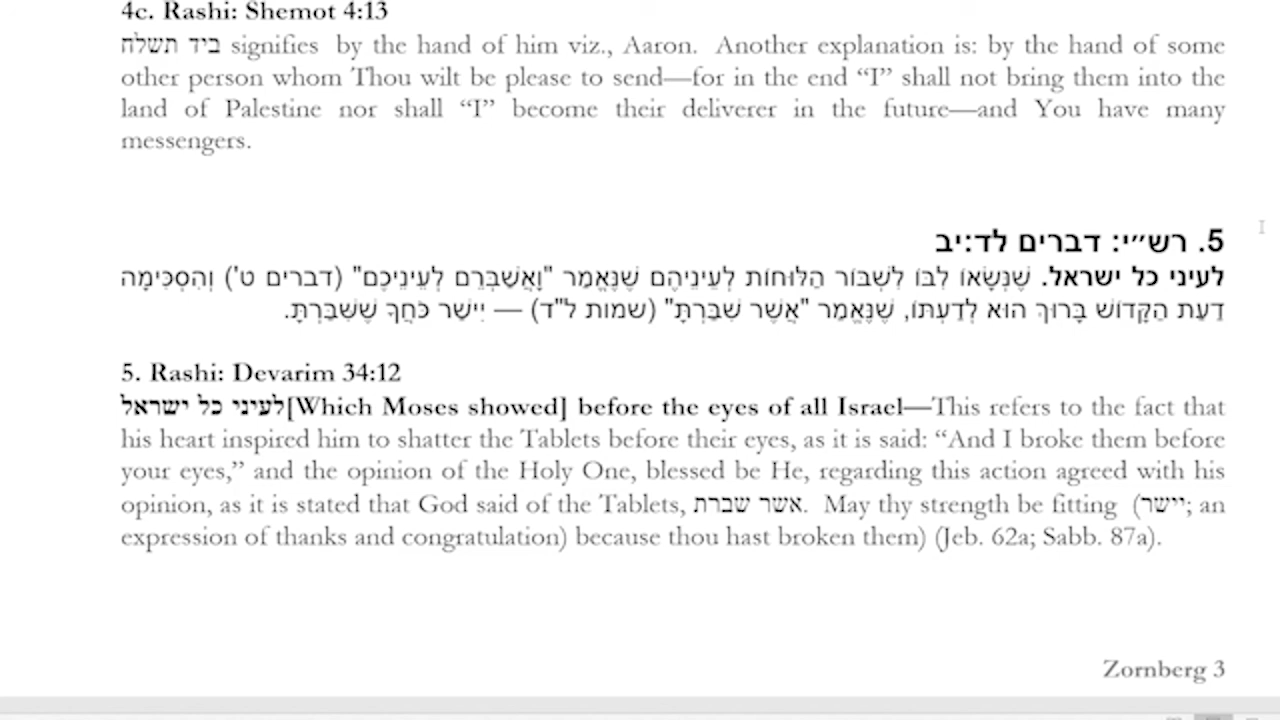 4c. Rashi: Shemot 4:13
ביד תשלח signifies by the hand of him viz., Aaron. Another explanation is: by the hand of some
other person whom Thou wilt be please to send—for in the end “I” shall not bring them into the
land of Palestine nor shall “I” become their deliverer in the future—and You have many
messengers.
5. רש״י: דברים לד:יב
לעיני כל ישראל. שֶׁנְּשָׂאוֹ לִבּוֹ לִשְׁבּוֹר הַלּוּחוֹת לְעֵינֵיהֶם שֶׁנֶּאֱמַר "וָאֲשַׁבְּרֵם לְעֵינֵיכֶם" (דברים ט') וְהִסְכִּימָה
דַעַת הַקָּדוֹשׁ בָּרוּךְ הוּא לְדַעְתּוֹ, שֶׁנֶּאֱמַר "אֲשֶׁר שִׁבַּרְתָּ" (שמות ל"ד) — יִישַׁר כֹּחֲךָ שֶׁשִּׁבַּרְתָּ.
5. Rashi: Devarim 34:12
לעיני כל ישראל[Which Moses showed] before the eyes of all Israel—This refers to the fact that
his heart inspired him to shatter the Tablets before their eyes, as it is said: “And I broke them before
your eyes,” and the opinion of the Holy One, blessed be He, regarding this action agreed with his
opinion, as it is stated that God said of the Tablets, אשר שברת. May thy strength be fitting (יישר; an
expression of thanks and congratulation) because thou hast broken them) (Jeb. 62a; Sabb. 87a).
Zornberg 3